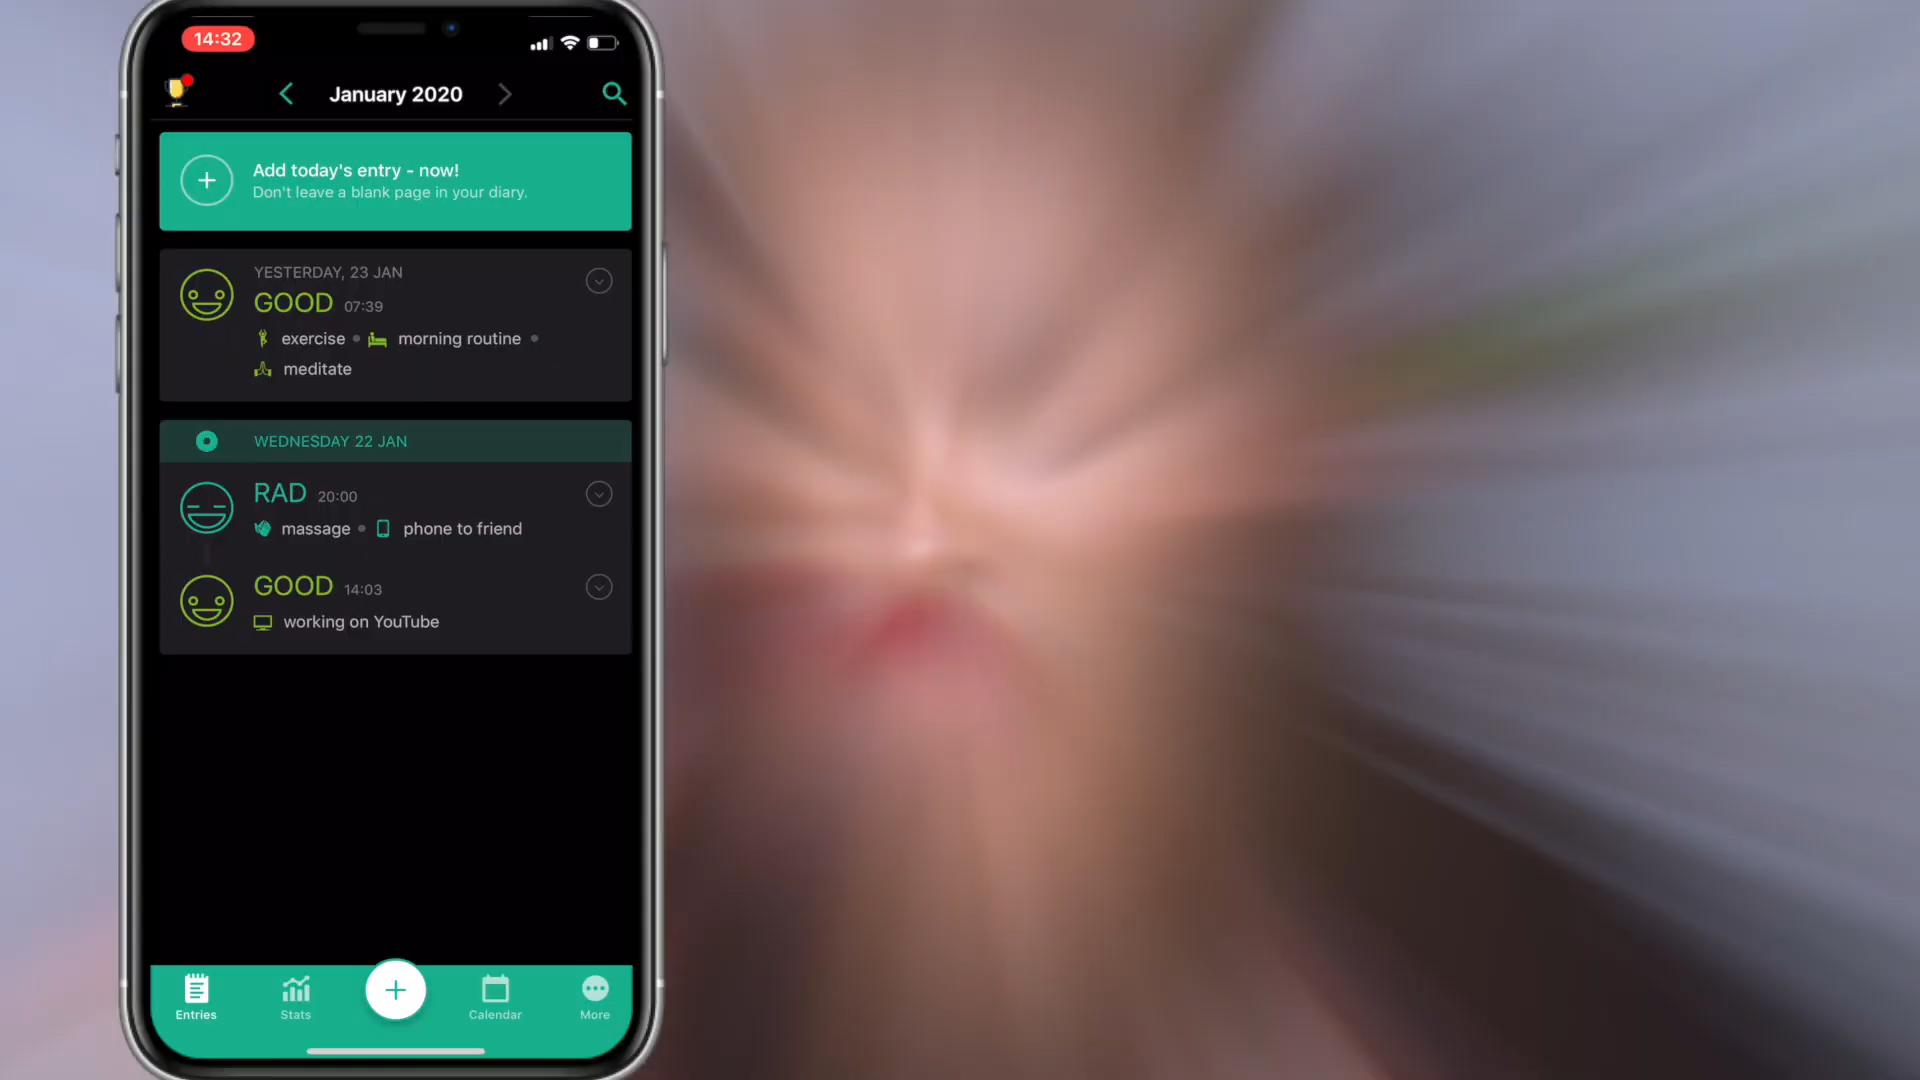 14:32
January 2020
Add today's entry - now!
Don't leave a blank page in your diary.
YESTERDAY, 23 JAN
GOOD 07:39
exercise • morning routine •
meditate
WEDNESDAY 22 JAN
RAD 20:00
massage • phone to friend
GOOD 14:03
working on YouTube
Entries Stats Calendar More